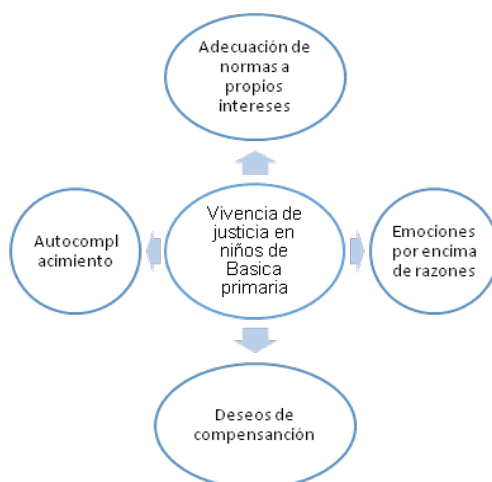 Adecuación de
normas a
propios
intereses
Vivencia de
justicia en
niños de
Basica
primaria
Autocompl
acimiento
Emociones
por encima
de razones
Deseos de
compensanción